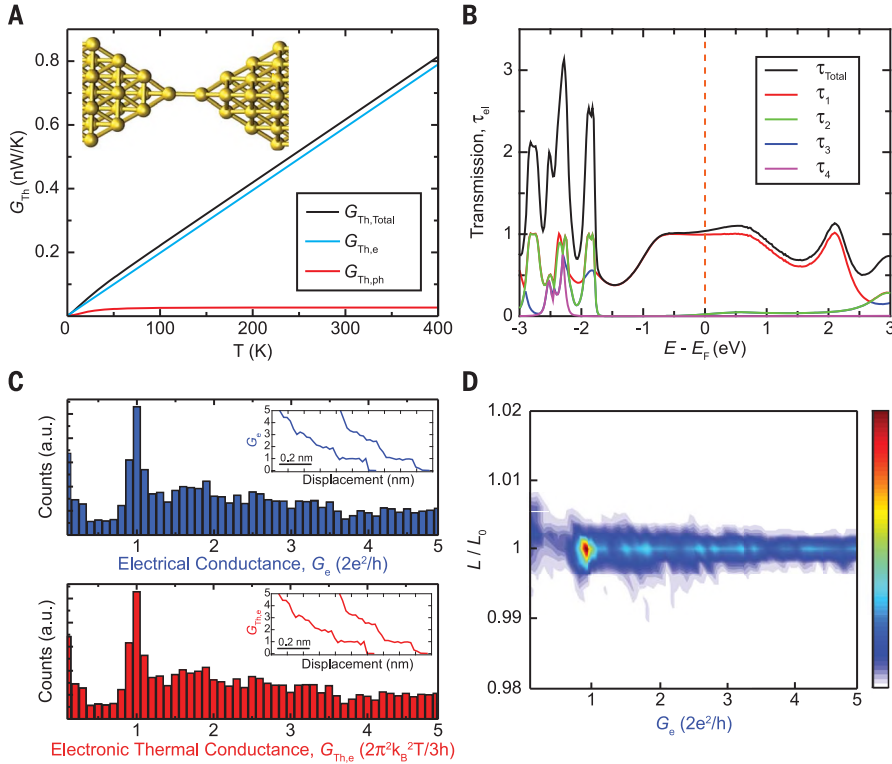 A
0.8
0.6
0.4
0.2
G_Th (nW/K)
G_Th,Total
G_Th,e
G_Th,ph
0 100 200 300 400
T (K)
B
3
2
1
0
Transmission, τ_el
τ_Total
τ_1
τ_2
τ_3
τ_4
-3 -2 -1 0 1 2 3
E - E_F (eV)
C
Counts (a.u.)
5
4
3
2
1
0
G_e
0.2 nm
Displacement (nm)
1 2 3 4 5
Electrical Conductance, G_e (2e²/h)
Counts (a.u.)
5
4
3
2
1
0
G_Th,e
0.2 nm
Displacement (nm)
1 2 3 4 5
Electronic Thermal Conductance, G_Th,e (2π²k_B²T/3h)
D
1.02
1.01
1
0.99
0.98
L / L_0
1 2 3 4 5
G_e (2e²/h)